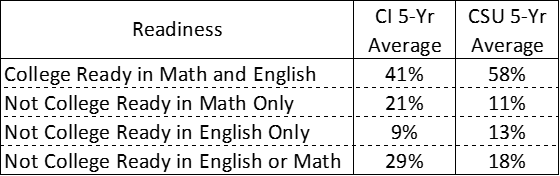 Readiness CI 5-Yr Average CSU 5-Yr Average
College Ready in Math and English 41% 58%
Not College Ready in Math Only 21% 11%
Not College Ready in English Only 9% 13%
Not College Ready in English or Math 29% 18%